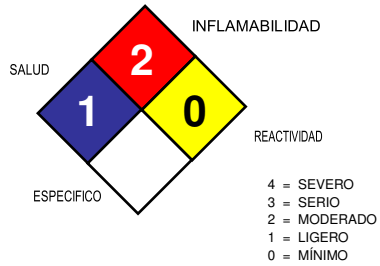 INFLAMABILIDAD
2
SALUD
1
0
REACTIVIDAD
ESPECIFICO
4 = SEVERO
3 = SERIO
2 = MODERADO
1 = LIGERO
0 = MÍNIMO